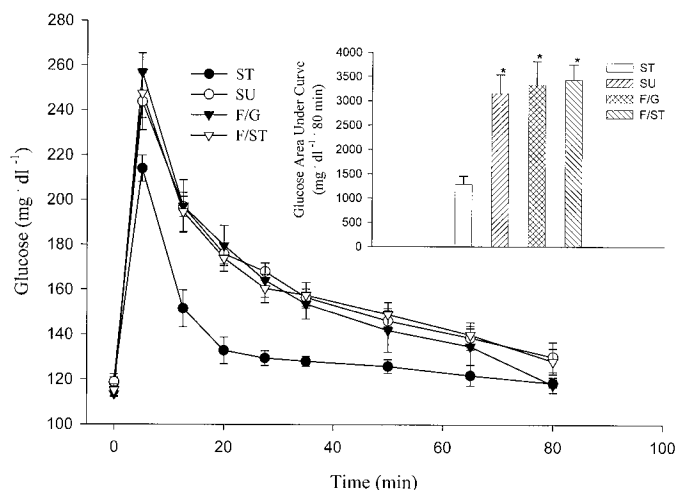 280
260
240
220
200
180
160
140
120
100
Glucose (mg · dl -1)
ST
SU
F/G
F/ST
0 20 40 60 80 100
Time (min)
Glucose Area Under Curve
(mg · dl -1 · 80 min)
4000
3500
3000
2500
2000
1500
1000
500
0
* * *
ST
SU
F/G
F/ST